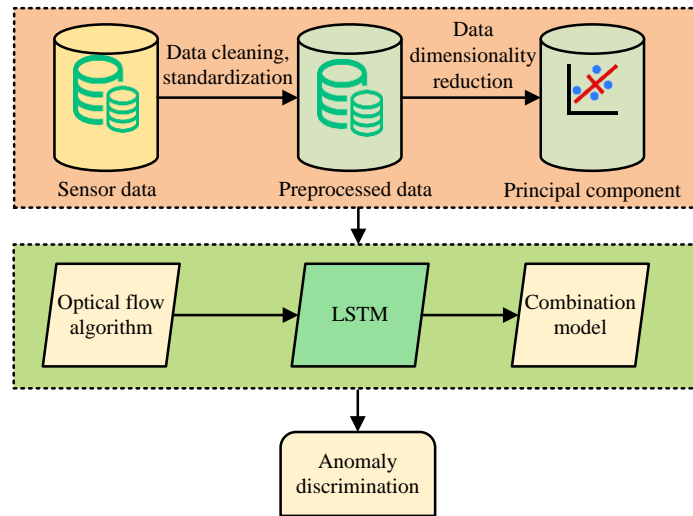 Data cleaning,
standardization
Data
dimensionality
reduction
Sensor data
Preprocessed data
Principal component
Optical flow
algorithm
LSTM
Combination
model
Anomaly
discrimination